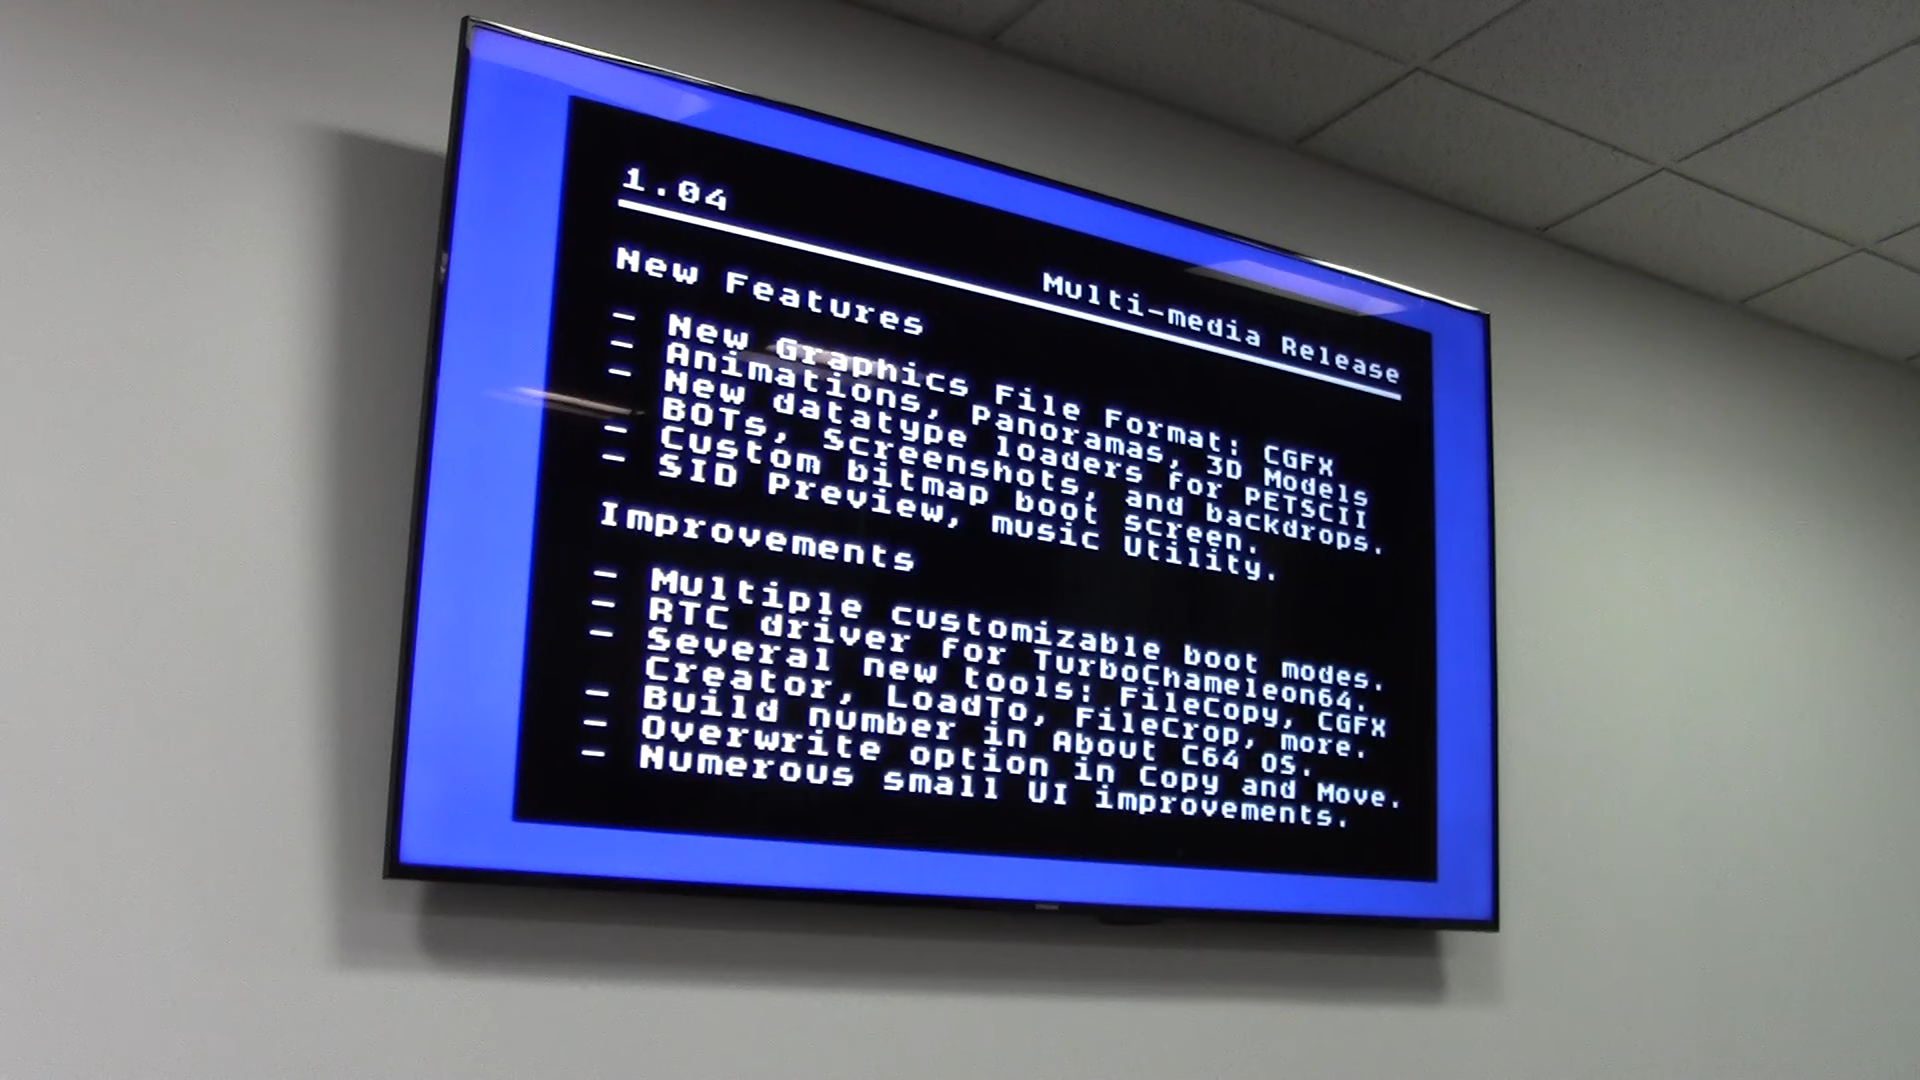 1.04
Multi-media Release
New Features
- New Graphics File Format: CGFX
- Animations, Panoramas, 3D Models
- New datatype loaders for PETSCII
BOTs, Screenshots, and backdrops.
- Custom bitmap boot screen.
- SID Preview, music Utility.
Improvements
- Multiple customizable boot modes.
- RTC driver for TurboChameleon64.
- Several new tools: FileCopy, CGFX
Creator, LoadTo, FileCrop, more.
- Build number in About C64 OS.
- Overwrite option in Copy and Move.
- Numerous small UI improvements.